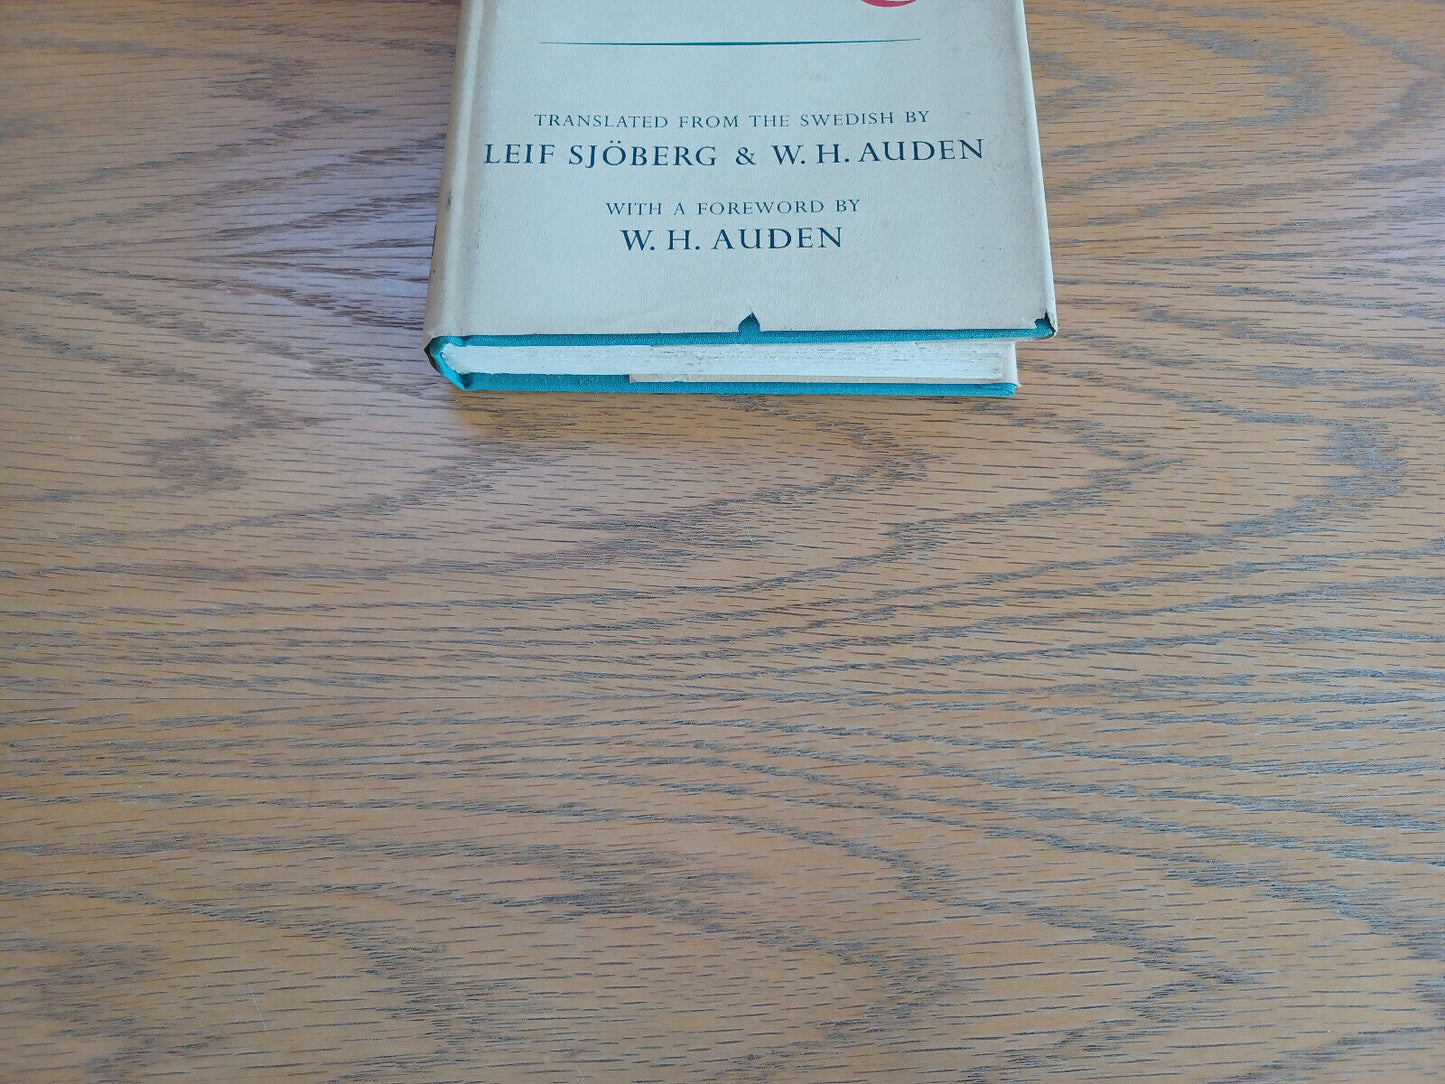 TRANSLATED FROM THE SWEDISH BY
LEIF SJÖBERG & W. H. AUDEN
WITH A FOREWORD BY
W. H. AUDEN